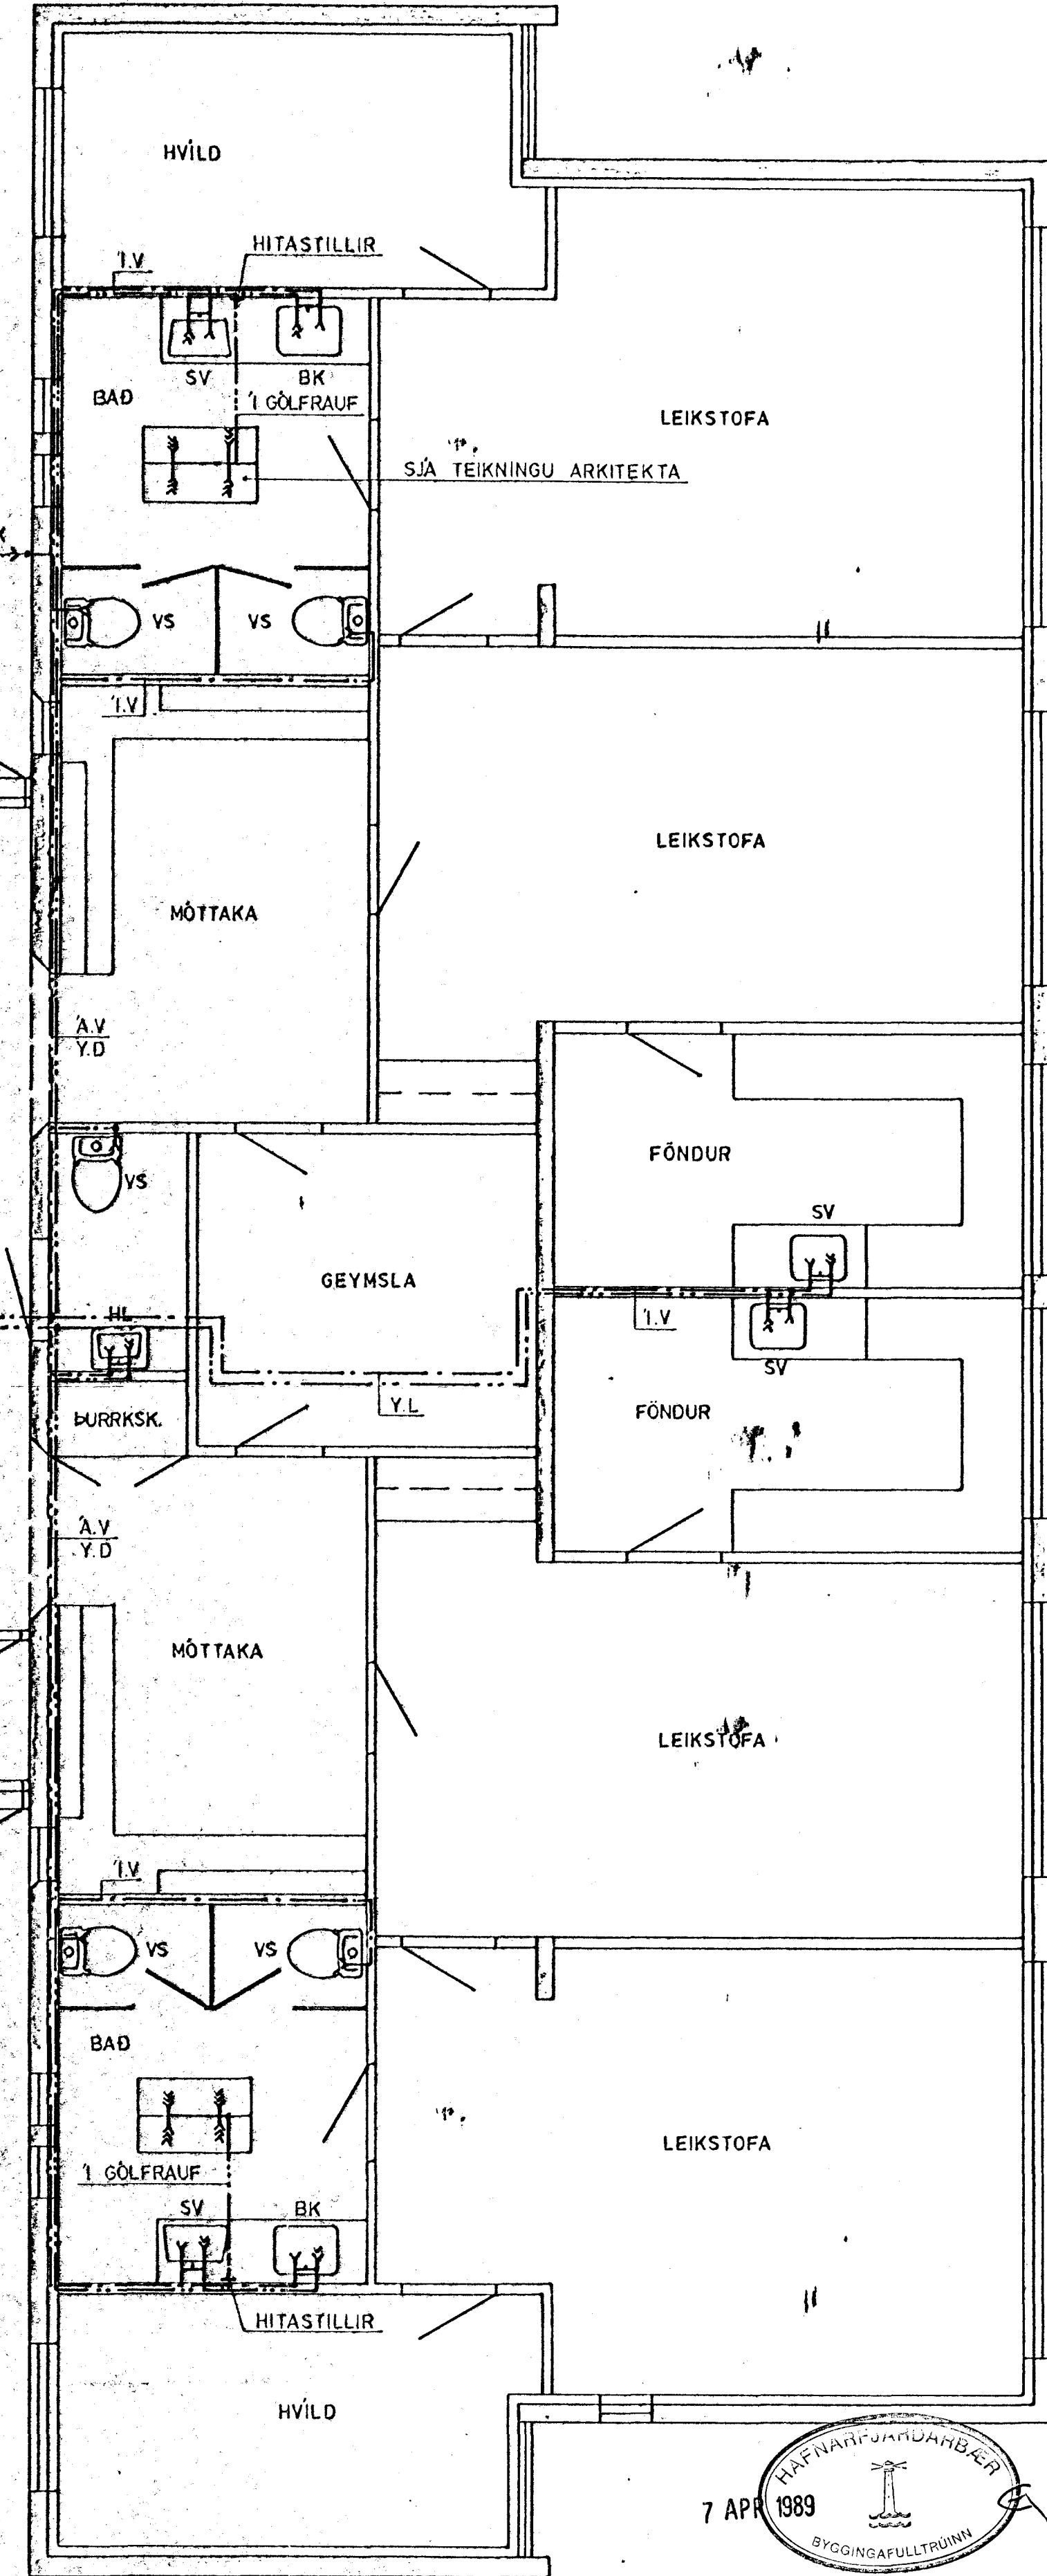 HVÍLD
HITASTILLIR
Í.V
SV
BK
BAÐ
Í GÓLFRAUF
LEIKSTOFA
SJÁ TEIKNINGU ARKITEKTA
VS
VS
Í.V
LEIKSTOFA
MÓTTAKA
Á.V
Y.D
FÖNDUR
VS
SV
GEYMSLA
HL
Í.V
SV
Y.L
FÖNDUR
ÞURRKSK.
Á.V
Y.D
MÓTTAKA
LEIKSTOFA
Í.V
VS
VS
BAÐ
LEIKSTOFA
Í GÓLFRAUF
SV
BK
HITASTILLIR
HVÍLD
HAFNARFJARÐARBÆR
7 APR 1989
BYGGINGAFULLTRÚINN